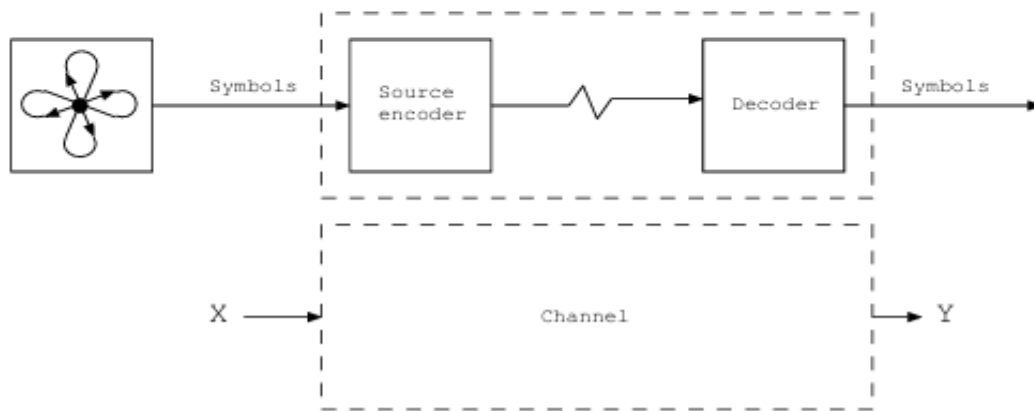 Symbols
Source
encoder
Decoder
Symbols
X
Channel
Y